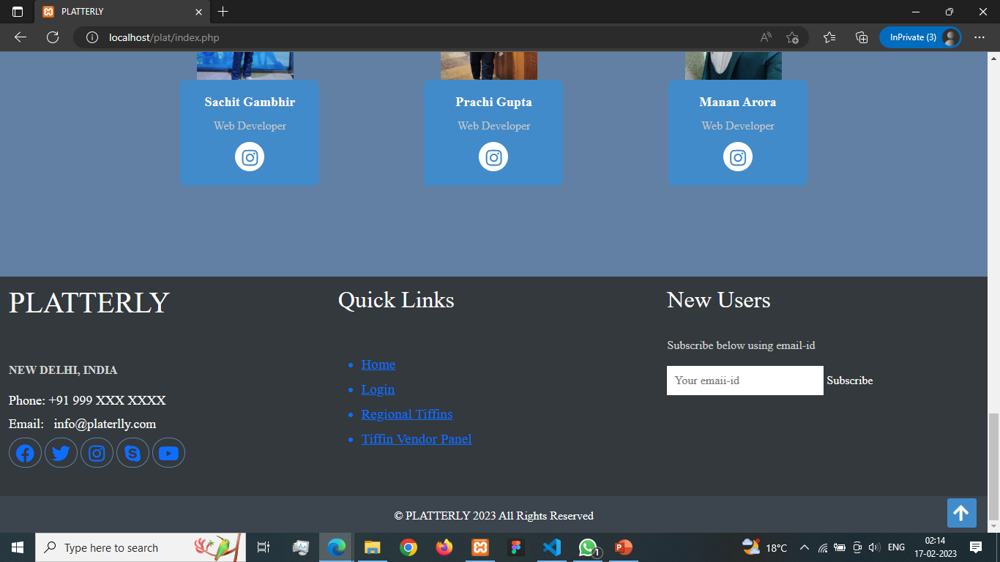 PLATTERLY
localhost/plat/index.php
InPrivate (3)
Sachit Gambhir
Web Developer
Prachi Gupta
Web Developer
Manan Arora
Web Developer
PLATTERLY
NEW DELHI, INDIA
Phone: +91 999 XXX XXXX
Email: info@platerlly.com
Quick Links
Home
Login
Regional Tiffins
Tiffin Vendor Panel
New Users
Subscribe below using email-id
Your emaii-id
Subscribe
© PLATTERLY 2023 All Rights Reserved
Type here to search
1
18°C
ENG
02:14
17-02-2023